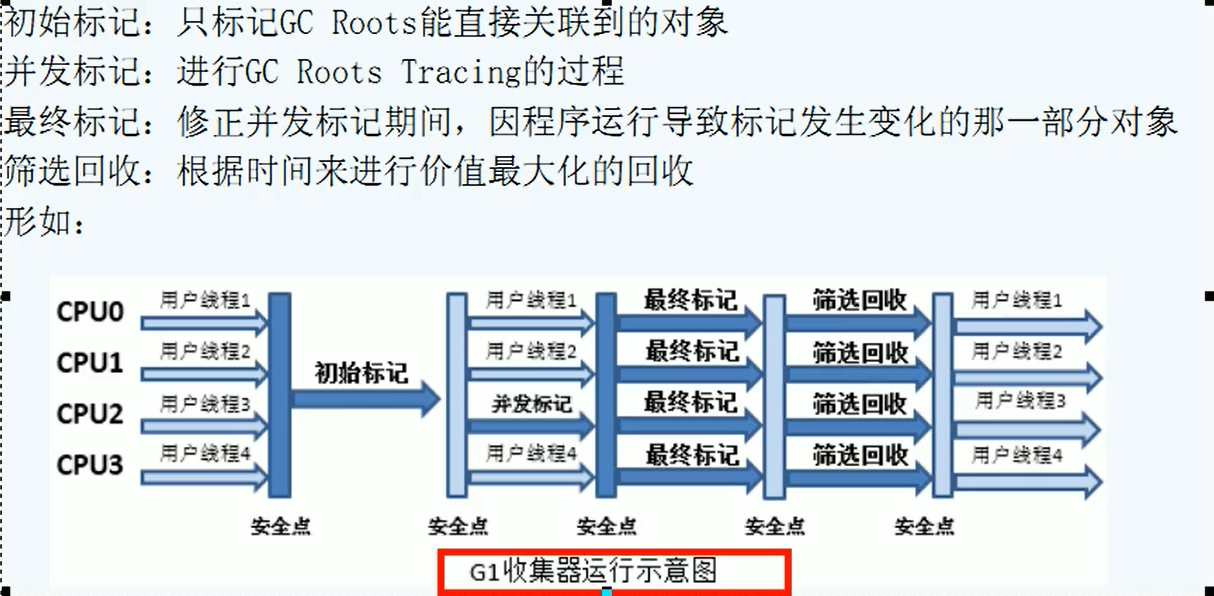 初始标记：只标记GC Roots能直接关联到的对象
并发标记：进行GC Roots Tracing的过程
最终标记：修正并发标记期间，因程序运行导致标记发生变化的那一部分对象
筛选回收：根据时间来进行价值最大化的回收
形如：
CPU0 用户线程1 用户线程1 最终标记 筛选回收 用户线程1
CPU1 用户线程2 用户线程2 最终标记 筛选回收 用户线程2
初始标记
CPU2 用户线程3 并发标记 最终标记 筛选回收 用户线程3
CPU3 用户线程4 用户线程4 最终标记 筛选回收 用户线程4
安全点 安全点 安全点 安全点 安全点
G1收集器运行示意图